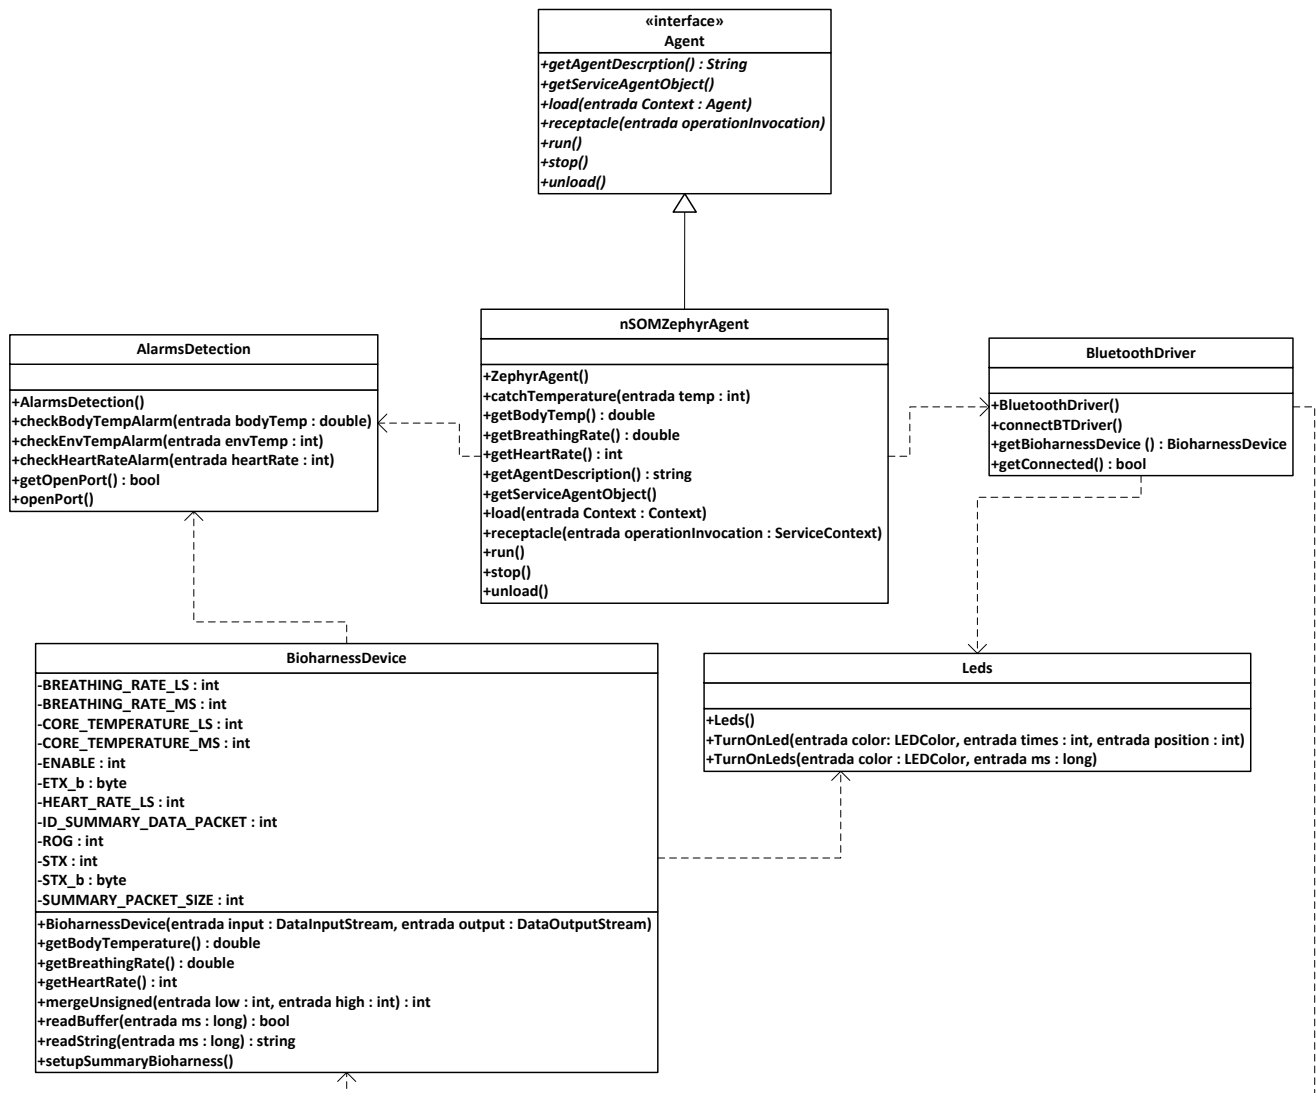 «interface»
Agent
+getAgentDescrption() : String
+getServiceAgentObject()
+load(entrada Context : Agent)
+receptacle(entrada operationInvocation)
+run()
+stop()
+unload()
nSOMZephyrAgent
+ZephyrAgent()
+catchTemperature(entrada temp : int)
+getBodyTemp() : double
+getBreathingRate() : double
+getHeartRate() : int
+getAgentDescription() : string
+getServiceAgentObject()
+load(entrada Context : Context)
+receptacle(entrada operationInvocation : ServiceContext)
+run()
+stop()
+unload()
AlarmsDetection
+AlarmsDetection()
+checkBodyTempAlarm(entrada bodyTemp : double)
+checkEnvTempAlarm(entrada envTemp : int)
+checkHeartRateAlarm(entrada heartRate : int)
+getOpenPort() : bool
+openPort()
BluetoothDriver
+BluetoothDriver()
+connectBTDriver()
+getBioharnessDevice () : BioharnessDevice
+getConnected() : bool
BioharnessDevice
-BREATHING_RATE_LS : int
-BREATHING_RATE_MS : int
-CORE_TEMPERATURE_LS : int
-CORE_TEMPERATURE_MS : int
-ENABLE : int
-ETX_b : byte
-HEART_RATE_LS : int
-ID_SUMMARY_DATA_PACKET : int
-ROG : int
-STX : int
-STX_b : byte
-SUMMARY_PACKET_SIZE : int
+BioharnessDevice(entrada input : DataInputStream, entrada output : DataOutputStream)
+getBodyTemperature() : double
+getBreathingRate() : double
+getHeartRate() : int
+mergeUnsigned(entrada low : int, entrada high : int) : int
+readBuffer(entrada ms : long) : bool
+readString(entrada ms : long) : string
+setupSummaryBioharness()
Leds
+Leds()
+TurnOnLed(entrada color: LEDColor, entrada times : int, entrada position : int)
+TurnOnLeds(entrada color : LEDColor, entrada ms : long)